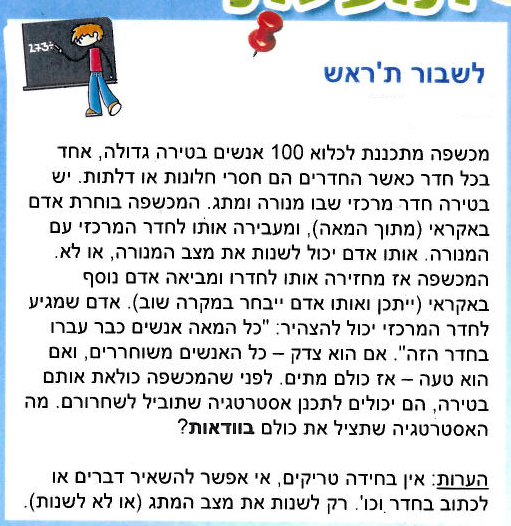 273÷
לשבור ת'ראש
מכשפה מתכננת לכלוא 100 אנשים בטירה גדולה, אחד
בכל חדר כאשר החדרים הם חסרי חלונות או דלתות. יש
בטירה חדר מרכזי שבו מנורה ומתג. המכשפה בוחרת אדם
באקראי (מתוך המאה), ומעבירה אותו לחדר המרכזי עם
המנורה. אותו אדם יכול לשנות את מצב המנורה, או לא.
המכשפה אז מחזירה אותו לחדרו ומביאה אדם נוסף
באקראי (ייתכן ואותו אדם ייבחר במקרה שוב). אדם שמגיע
לחדר המרכזי יכול להצהיר: "כל המאה אנשים כבר עברו
בחדר הזה". אם הוא צדק – כל האנשים משוחררים, ואם
הוא טעה – אז כולם מתים. לפני שהמכשפה כולאת אותם
בטירה, הם יכולים לתכנן אסטרטגיה שתוביל לשחרורם. מה
האסטרטגיה שתציל את כולם בוודאות?
הערות: אין בחידה טריקים, אי אפשר להשאיר דברים או
לכתוב בחדר וכו'. רק לשנות את מצב המתג (או לא לשנות).